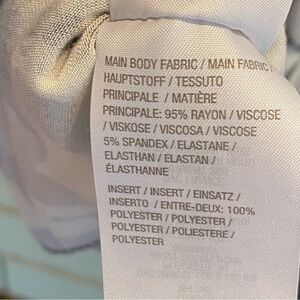 MAIN BODY FABRIC / MAIN FABRIC /
HAUPTSTOFF / TESSUTO
PRINCIPALE / MATIÈRE
PRINCIPALE: 95% RAYON / VISCOSE
/ VISKOSE / VISCOSA / VISCOSE
5% SPANDEX / ELASTANE /
ELASTHAN / ELASTAN /
ÉLASTHANNE
INSERT / INSERT / EINSATZ /
INSERTO / ENTRE-DEUX: 100%
POLYESTER / POLYESTER /
POLYESTER / POLIESTERE /
POLYESTER